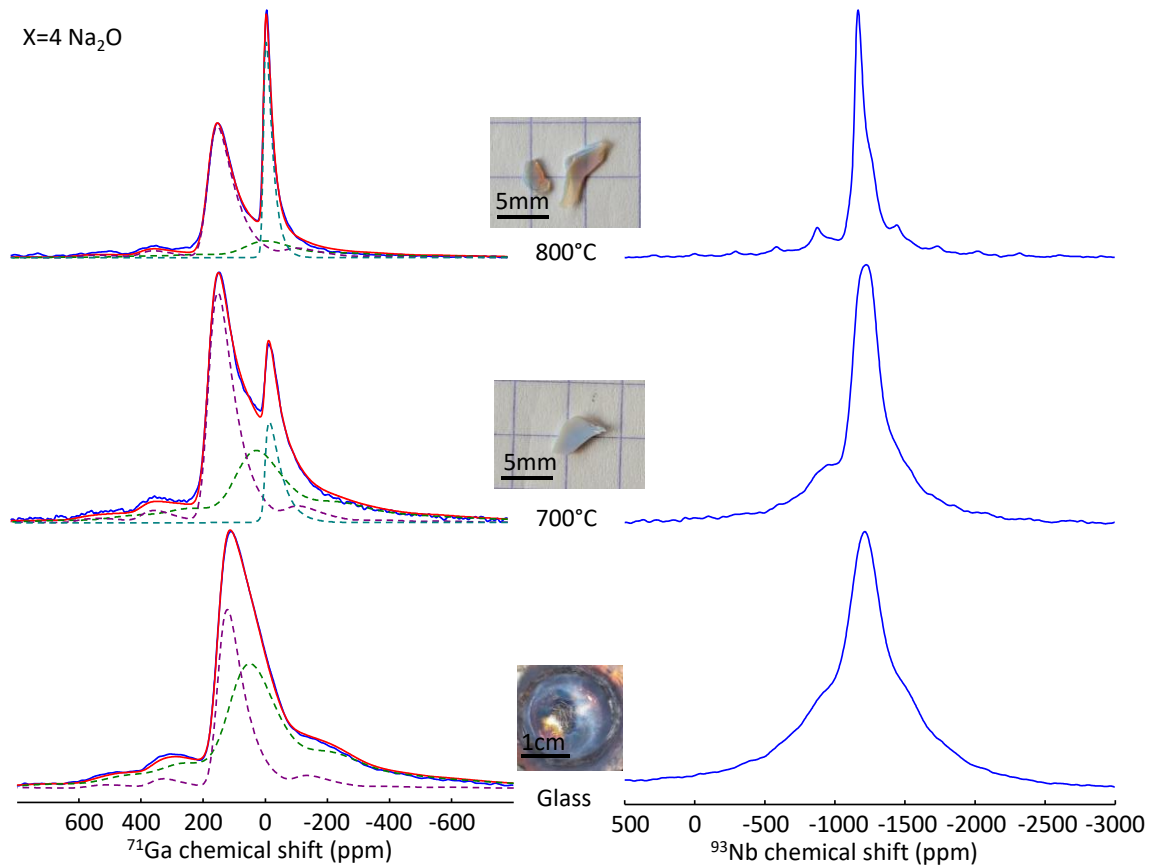 X=4 Na₂O
5mm
800°C
5mm
700°C
1cm
Glass
600 400 200 0 -200 -400 -600
⁷¹Ga chemical shift (ppm)
500 0 -500 -1000 -1500 -2000 -2500 -3000
⁹³Nb chemical shift (ppm)